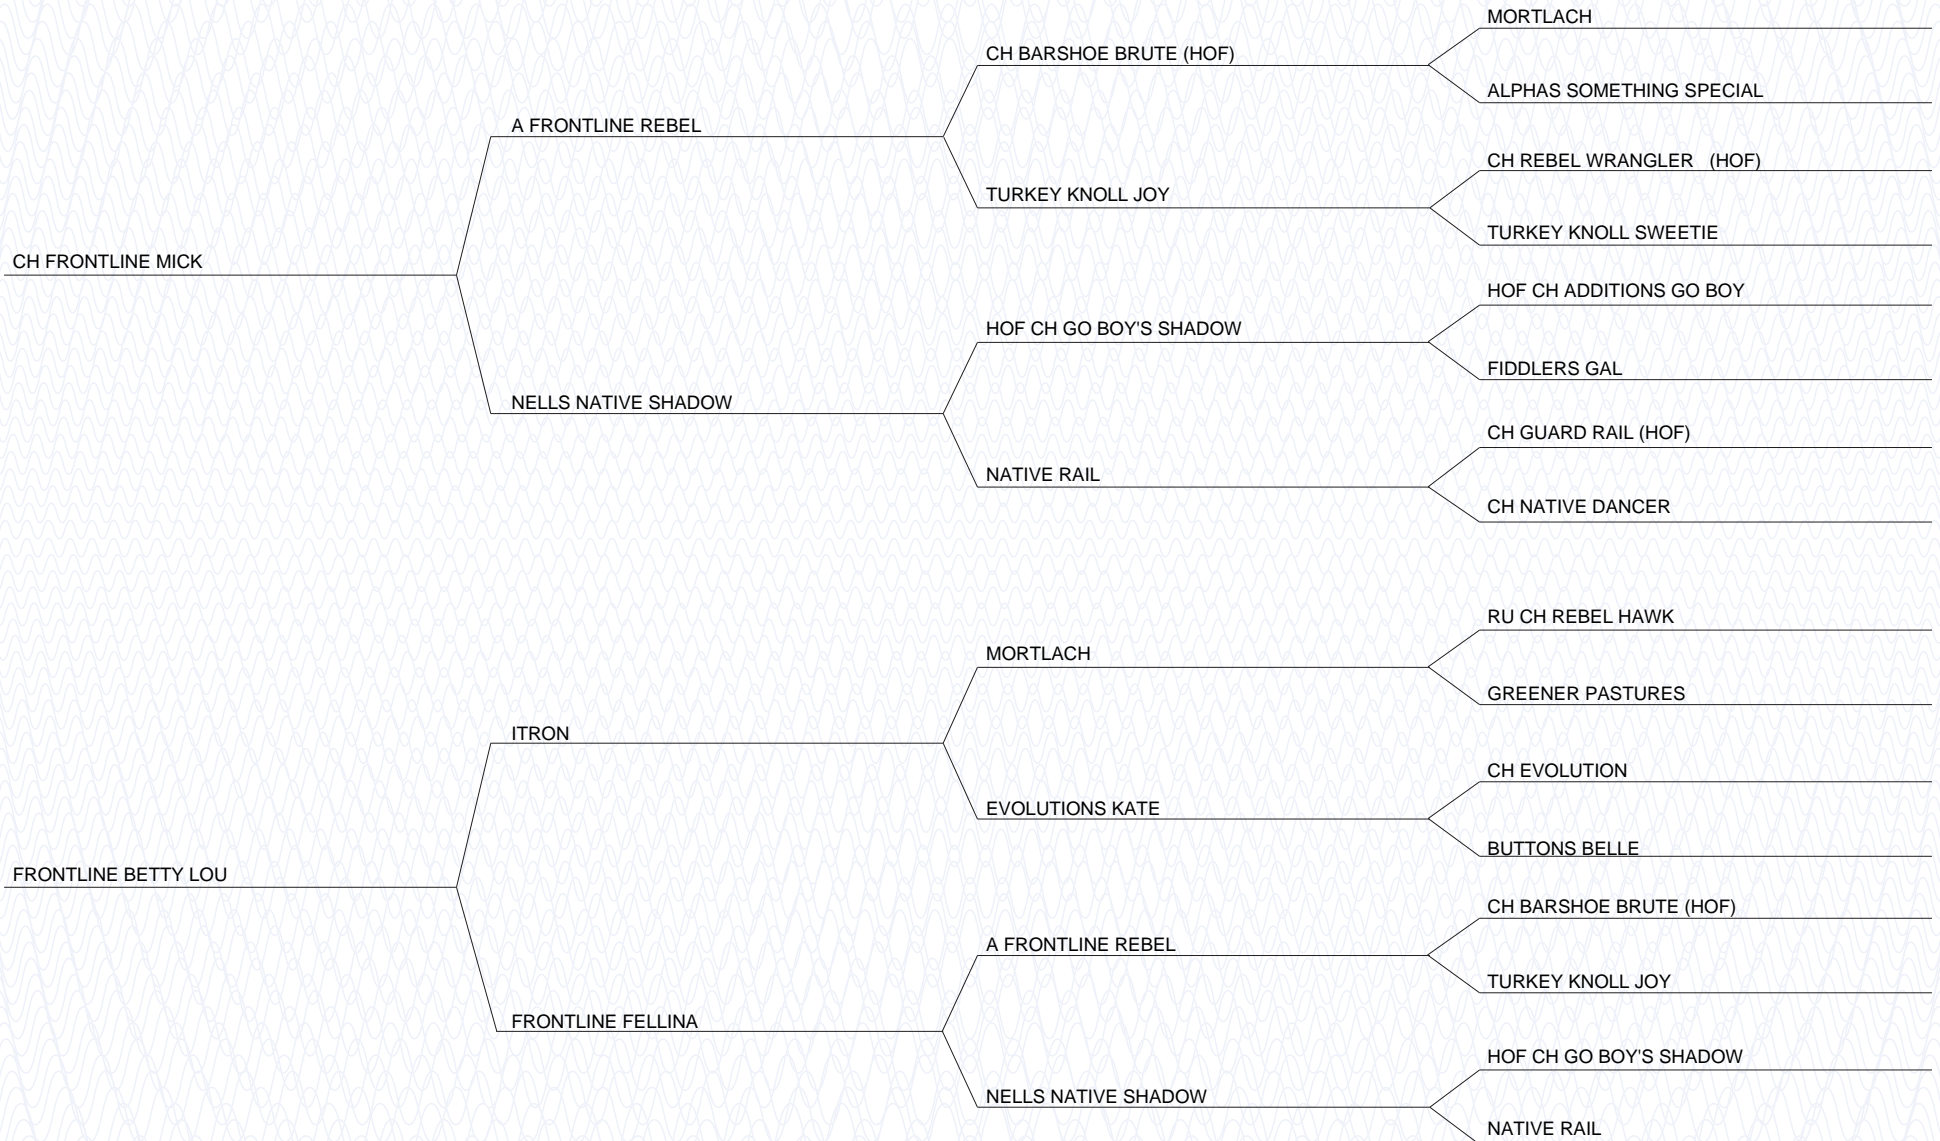 MORTLACH
CH BARSHOE BRUTE (HOF)
ALPHAS SOMETHING SPECIAL
A FRONTLINE REBEL
CH REBEL WRANGLER (HOF)
TURKEY KNOLL JOY
TURKEY KNOLL SWEETIE
CH FRONTLINE MICK
HOF CH ADDITIONS GO BOY
HOF CH GO BOY'S SHADOW
FIDDLERS GAL
NELLS NATIVE SHADOW
CH GUARD RAIL (HOF)
NATIVE RAIL
CH NATIVE DANCER
RU CH REBEL HAWK
MORTLACH
GREENER PASTURES
ITRON
CH EVOLUTION
EVOLUTIONS KATE
BUTTONS BELLE
FRONTLINE BETTY LOU
CH BARSHOE BRUTE (HOF)
A FRONTLINE REBEL
TURKEY KNOLL JOY
FRONTLINE FELLINA
HOF CH GO BOY'S SHADOW
NELLS NATIVE SHADOW
NATIVE RAIL